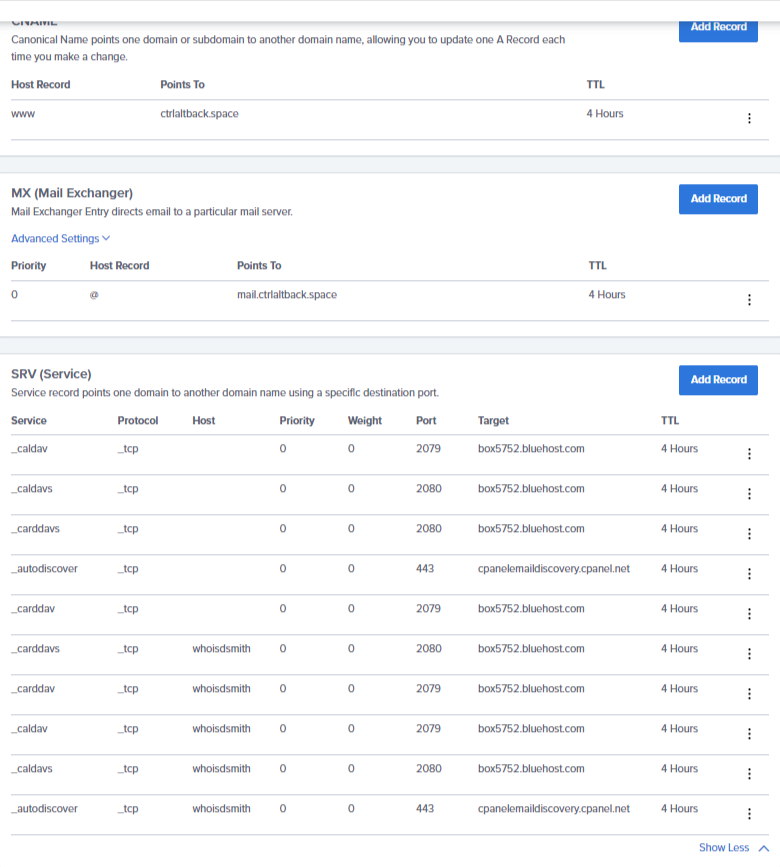 CNAME
Add Record
Canonical Name points one domain or subdomain to another domain name, allowing you to update one A Record each
time you make a change.
Host Record Points To TTL
www ctrlaltback.space 4 Hours
MX (Mail Exchanger)
Add Record
Mail Exchanger Entry directs email to a particular mail server.
Advanced Settings
Priority Host Record Points To TTL
0 @ mail.ctrlaltback.space 4 Hours
SRV (Service)
Add Record
Service record points one domain to another domain name using a specific destination port.
Service Protocol Host Priority Weight Port Target TTL
_caldav _tcp 0 0 2079 box5752.bluehost.com 4 Hours
_caldavs _tcp 0 0 2080 box5752.bluehost.com 4 Hours
_carddavs _tcp 0 0 2080 box5752.bluehost.com 4 Hours
_autodiscover _tcp 0 0 443 cpanelemaildiscovery.cpanel.net 4 Hours
_carddav _tcp 0 0 2079 box5752.bluehost.com 4 Hours
_carddavs _tcp whoisdsmith 0 0 2080 box5752.bluehost.com 4 Hours
_carddav _tcp whoisdsmith 0 0 2079 box5752.bluehost.com 4 Hours
_caldav _tcp whoisdsmith 0 0 2079 box5752.bluehost.com 4 Hours
_caldavs _tcp whoisdsmith 0 0 2080 box5752.bluehost.com 4 Hours
_autodiscover _tcp whoisdsmith 0 0 443 cpanelemaildiscovery.cpanel.net 4 Hours
Show Less